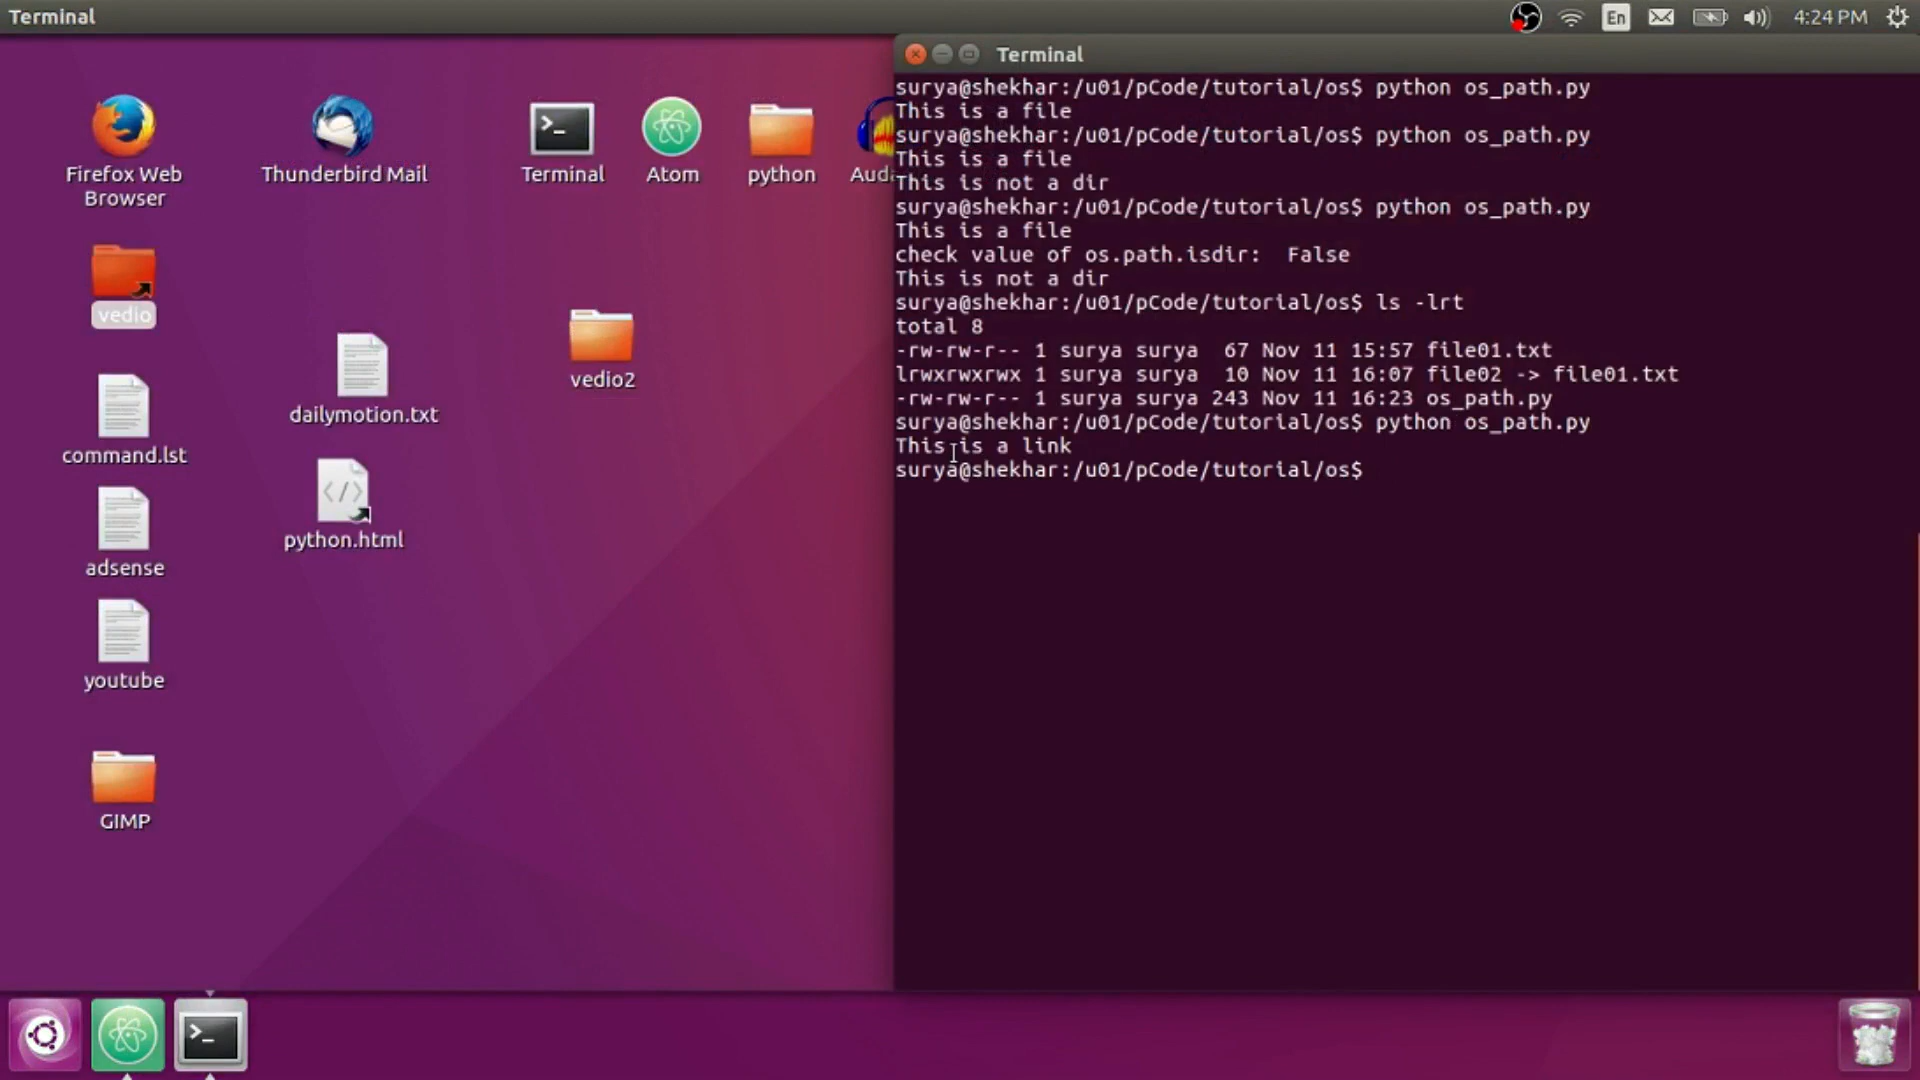 Terminal
En
4:24 PM
Terminal
surya@shekhar:/u01/pCode/tutorial/os$ python os_path.py
This is a file
surya@shekhar:/u01/pCode/tutorial/os$ python os_path.py
This is a file
This is not a dir
surya@shekhar:/u01/pCode/tutorial/os$ python os_path.py
This is a file
check value of os.path.isdir:  False
This is not a dir
surya@shekhar:/u01/pCode/tutorial/os$ ls -lrt
total 8
-rw-rw-r-- 1 surya surya  67 Nov 11 15:57 file01.txt
lrwxrwxrwx 1 surya surya  10 Nov 11 16:07 file02 -> file01.txt
-rw-rw-r-- 1 surya surya 243 Nov 11 16:23 os_path.py
surya@shekhar:/u01/pCode/tutorial/os$ python os_path.py
This is a link
surya@shekhar:/u01/pCode/tutorial/os$
Firefox Web
Browser
Thunderbird Mail
Terminal
Atom
python
vedio
vedio2
dailymotion.txt
command.lst
python.html
adsense
youtube
GIMP